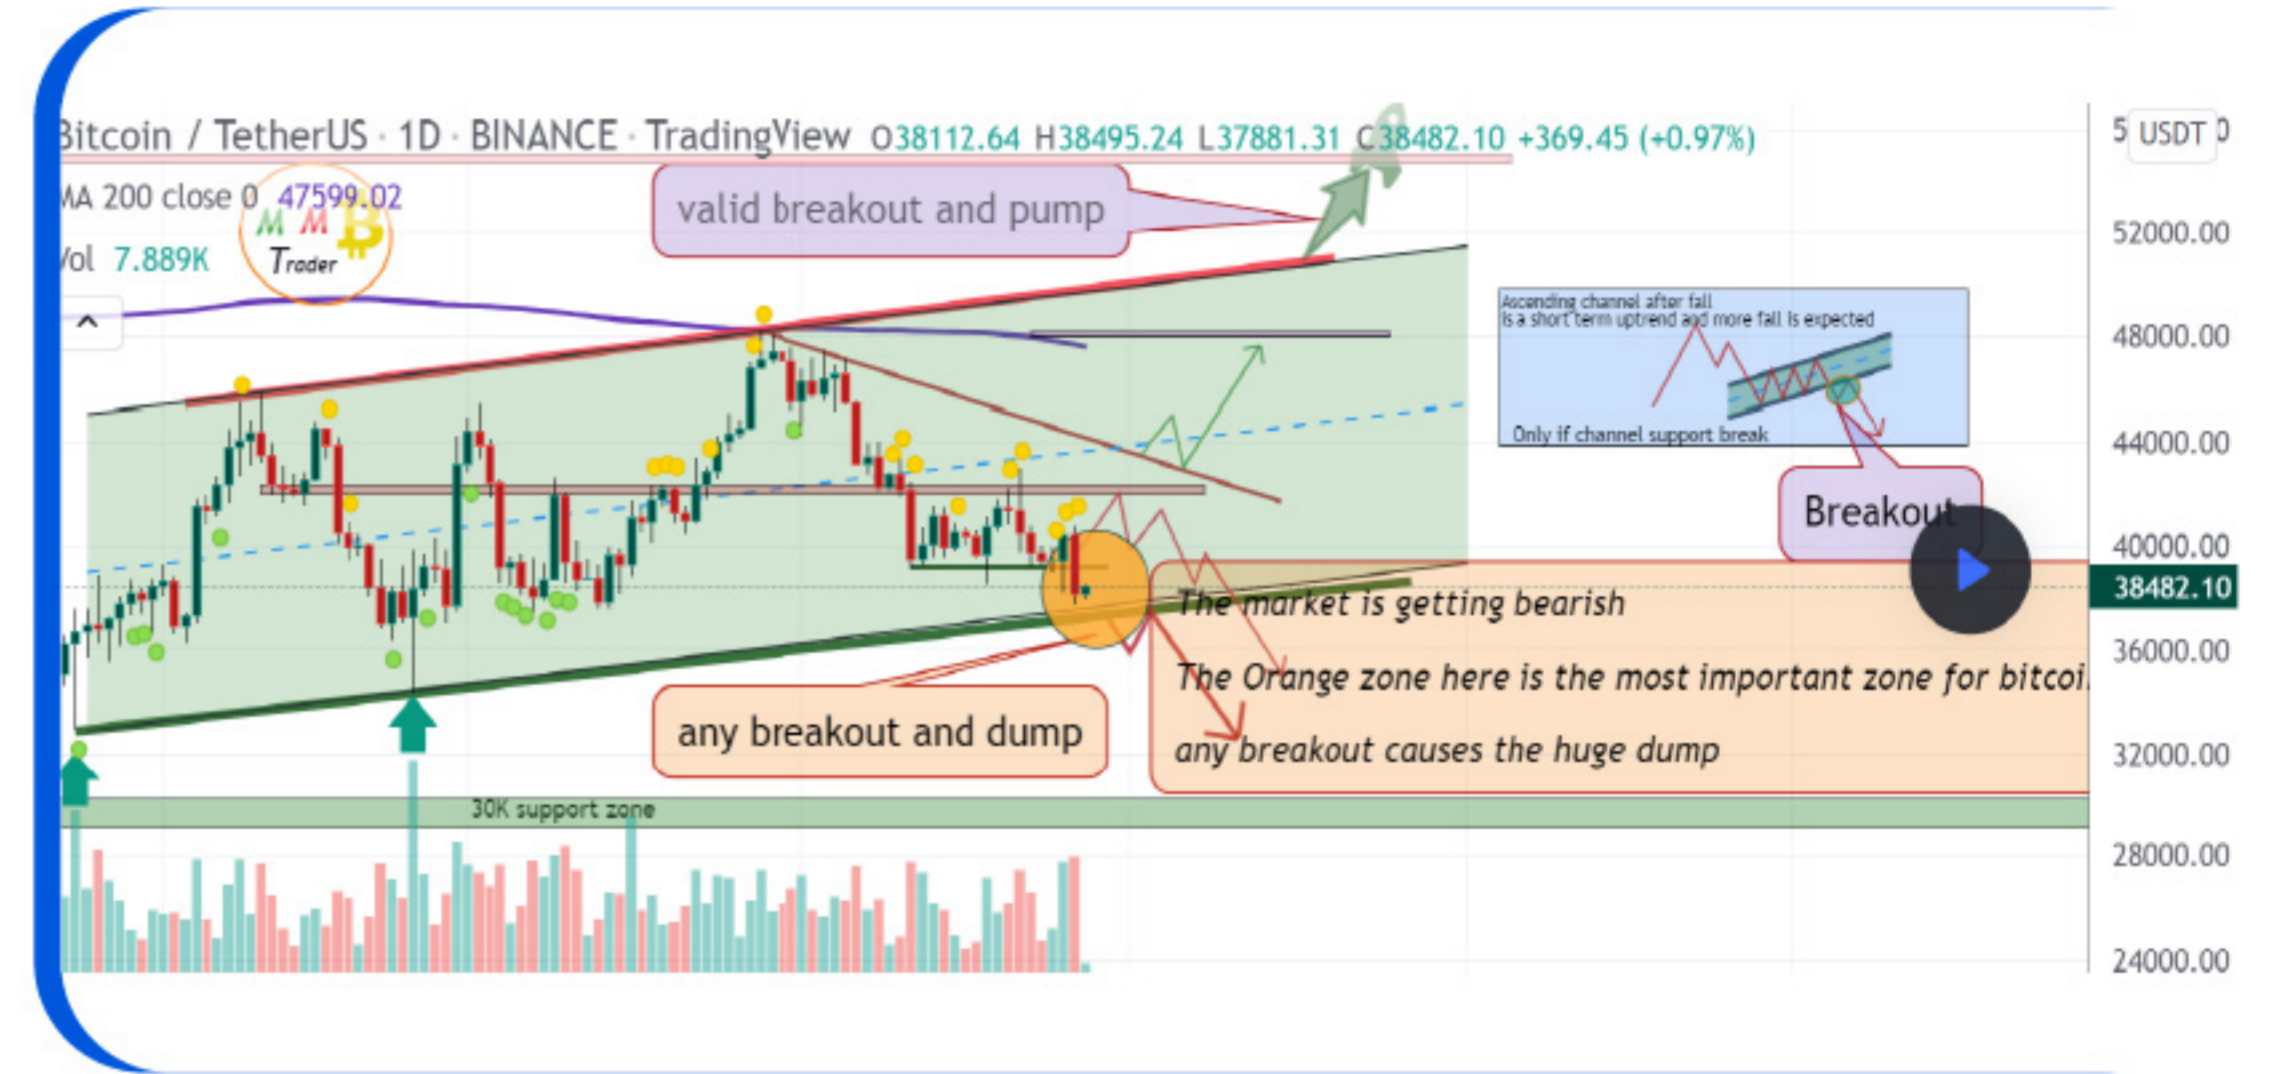 Bitcoin / TetherUS · 1D · BINANCE · TradingView O38112.64 H38495.24 L37881.31 C38482.10 +369.45 (+0.97%)
USDT
MA 200 close 0 47599.02
Vol 7.889K
M M
Trader
valid breakout and pump
52000.00
Ascending channel after fall
is a short term uptrend and more fall is expected
48000.00
Only if channel support break
44000.00
Breakout
40000.00
38482.10
The market is getting bearish
36000.00
The Orange zone here is the most important zone for bitcoi
any breakout and dump
any breakout causes the huge dump
32000.00
30K support zone
28000.00
24000.00